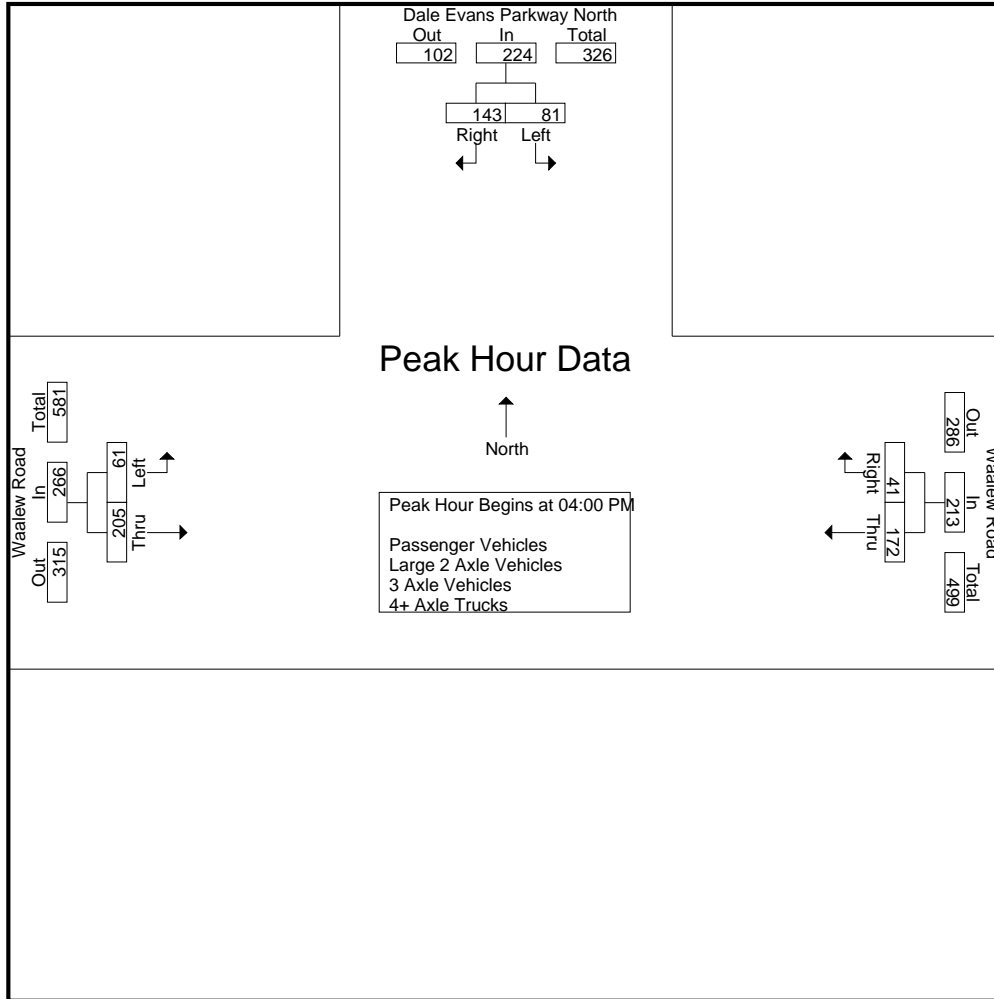 Dale Evans Parkway North
Out In Total
102 224 326
143 81
Right Left
Peak Hour Data
North
Peak Hour Begins at 04:00 PM
Passenger Vehicles
Large 2 Axle Vehicles
3 Axle Vehicles
4+ Axle Trucks
Waalew Road
Out In Total
315 266 581
205 61
Thru Left
Waalew Road
Out In Total
286 213 499
41 172
Right Thru